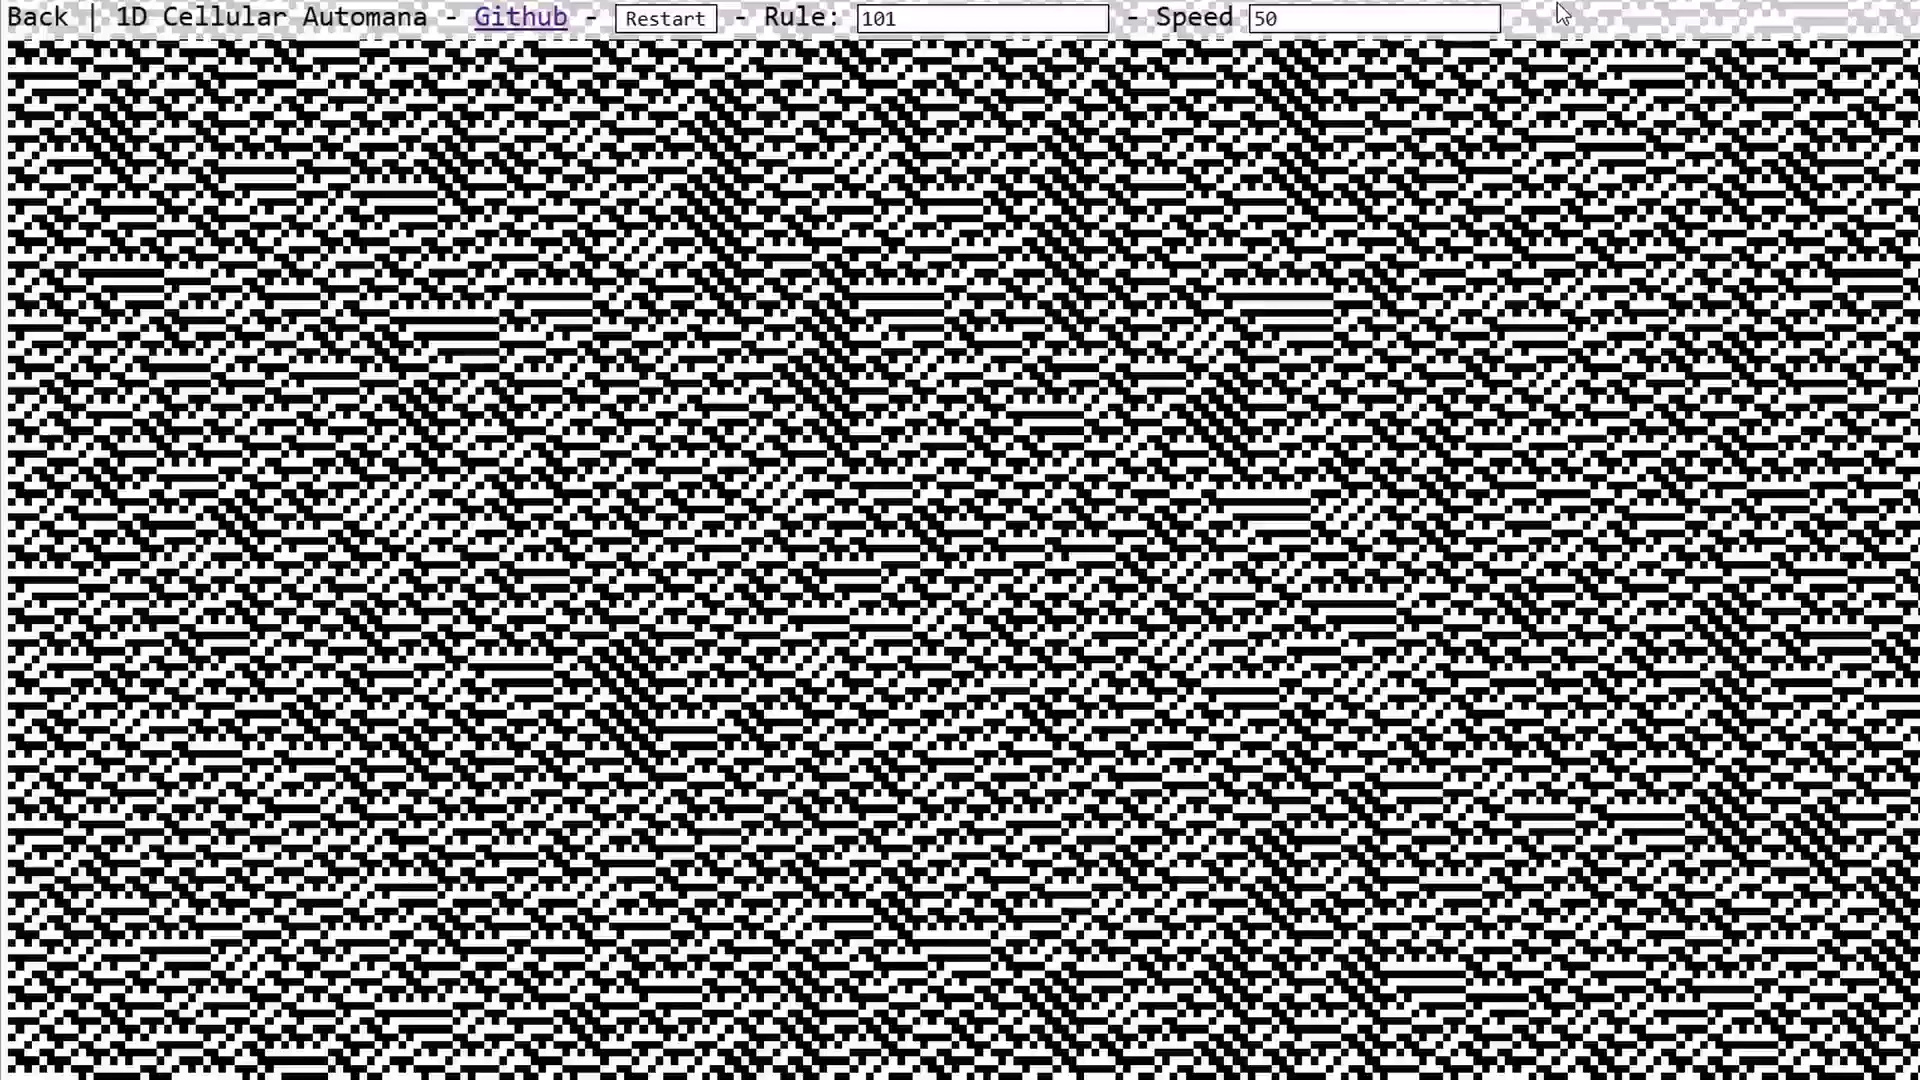 Back | 1D Cellular Automana - Github - Restart - Rule: 101 - Speed 50